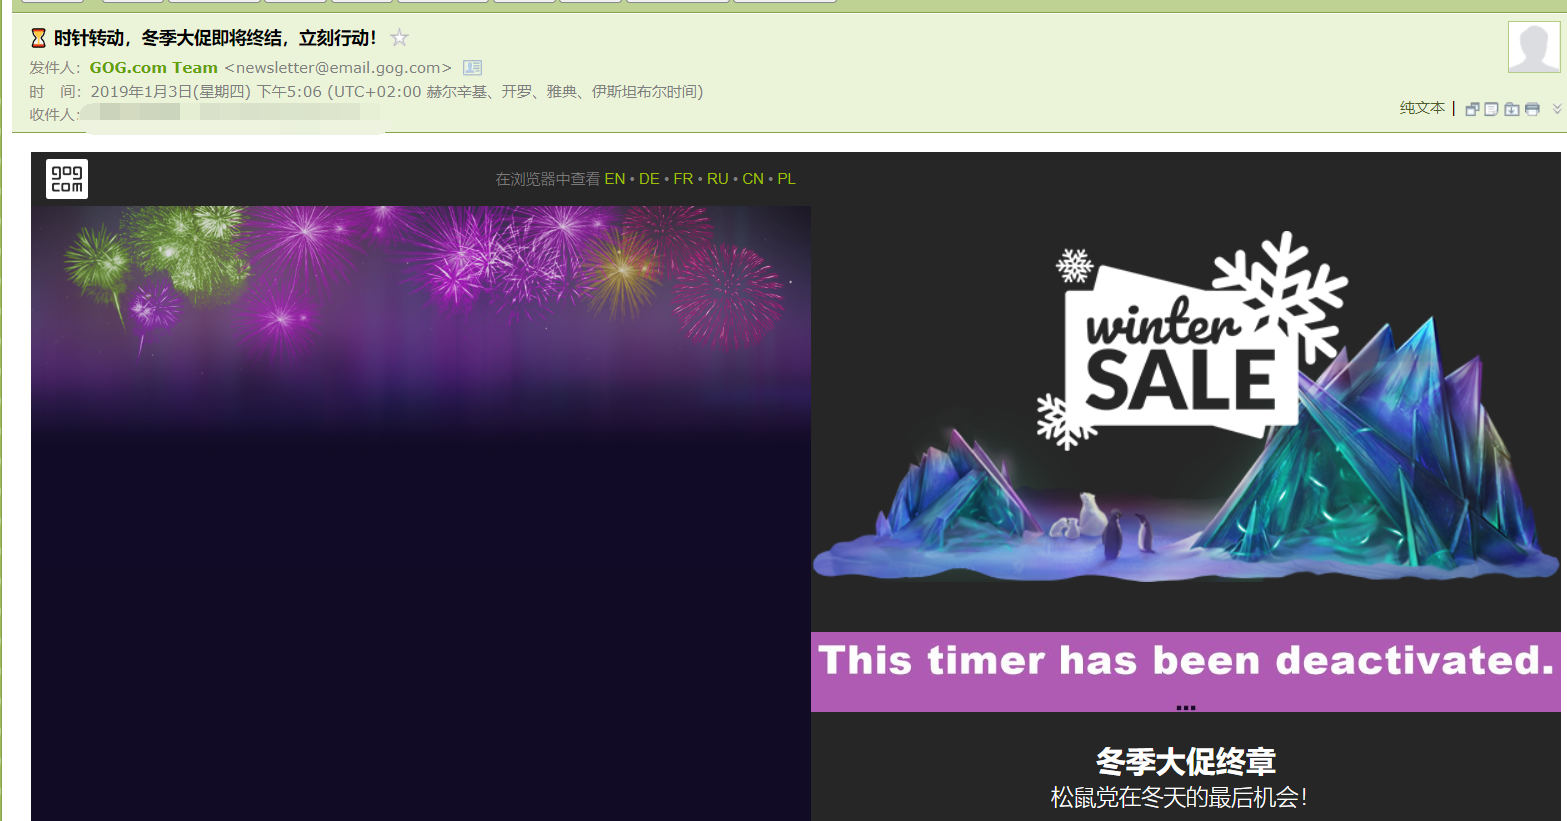 ⏳ 时针转动，冬季大促即将终结，立刻行动！
发件人：GOG.com Team <newsletter@email.gog.com>
时　间：2019年1月3日(星期四) 下午5:06 (UTC+02:00 赫尔辛基、开罗、雅典、伊斯坦布尔时间)
收件人:
纯文本 |
gog
com
在浏览器中查看 EN • DE • FR • RU • CN • PL
winter
SALE
This timer has been deactivated.
...
冬季大促终章
松鼠党在冬天的最后机会！